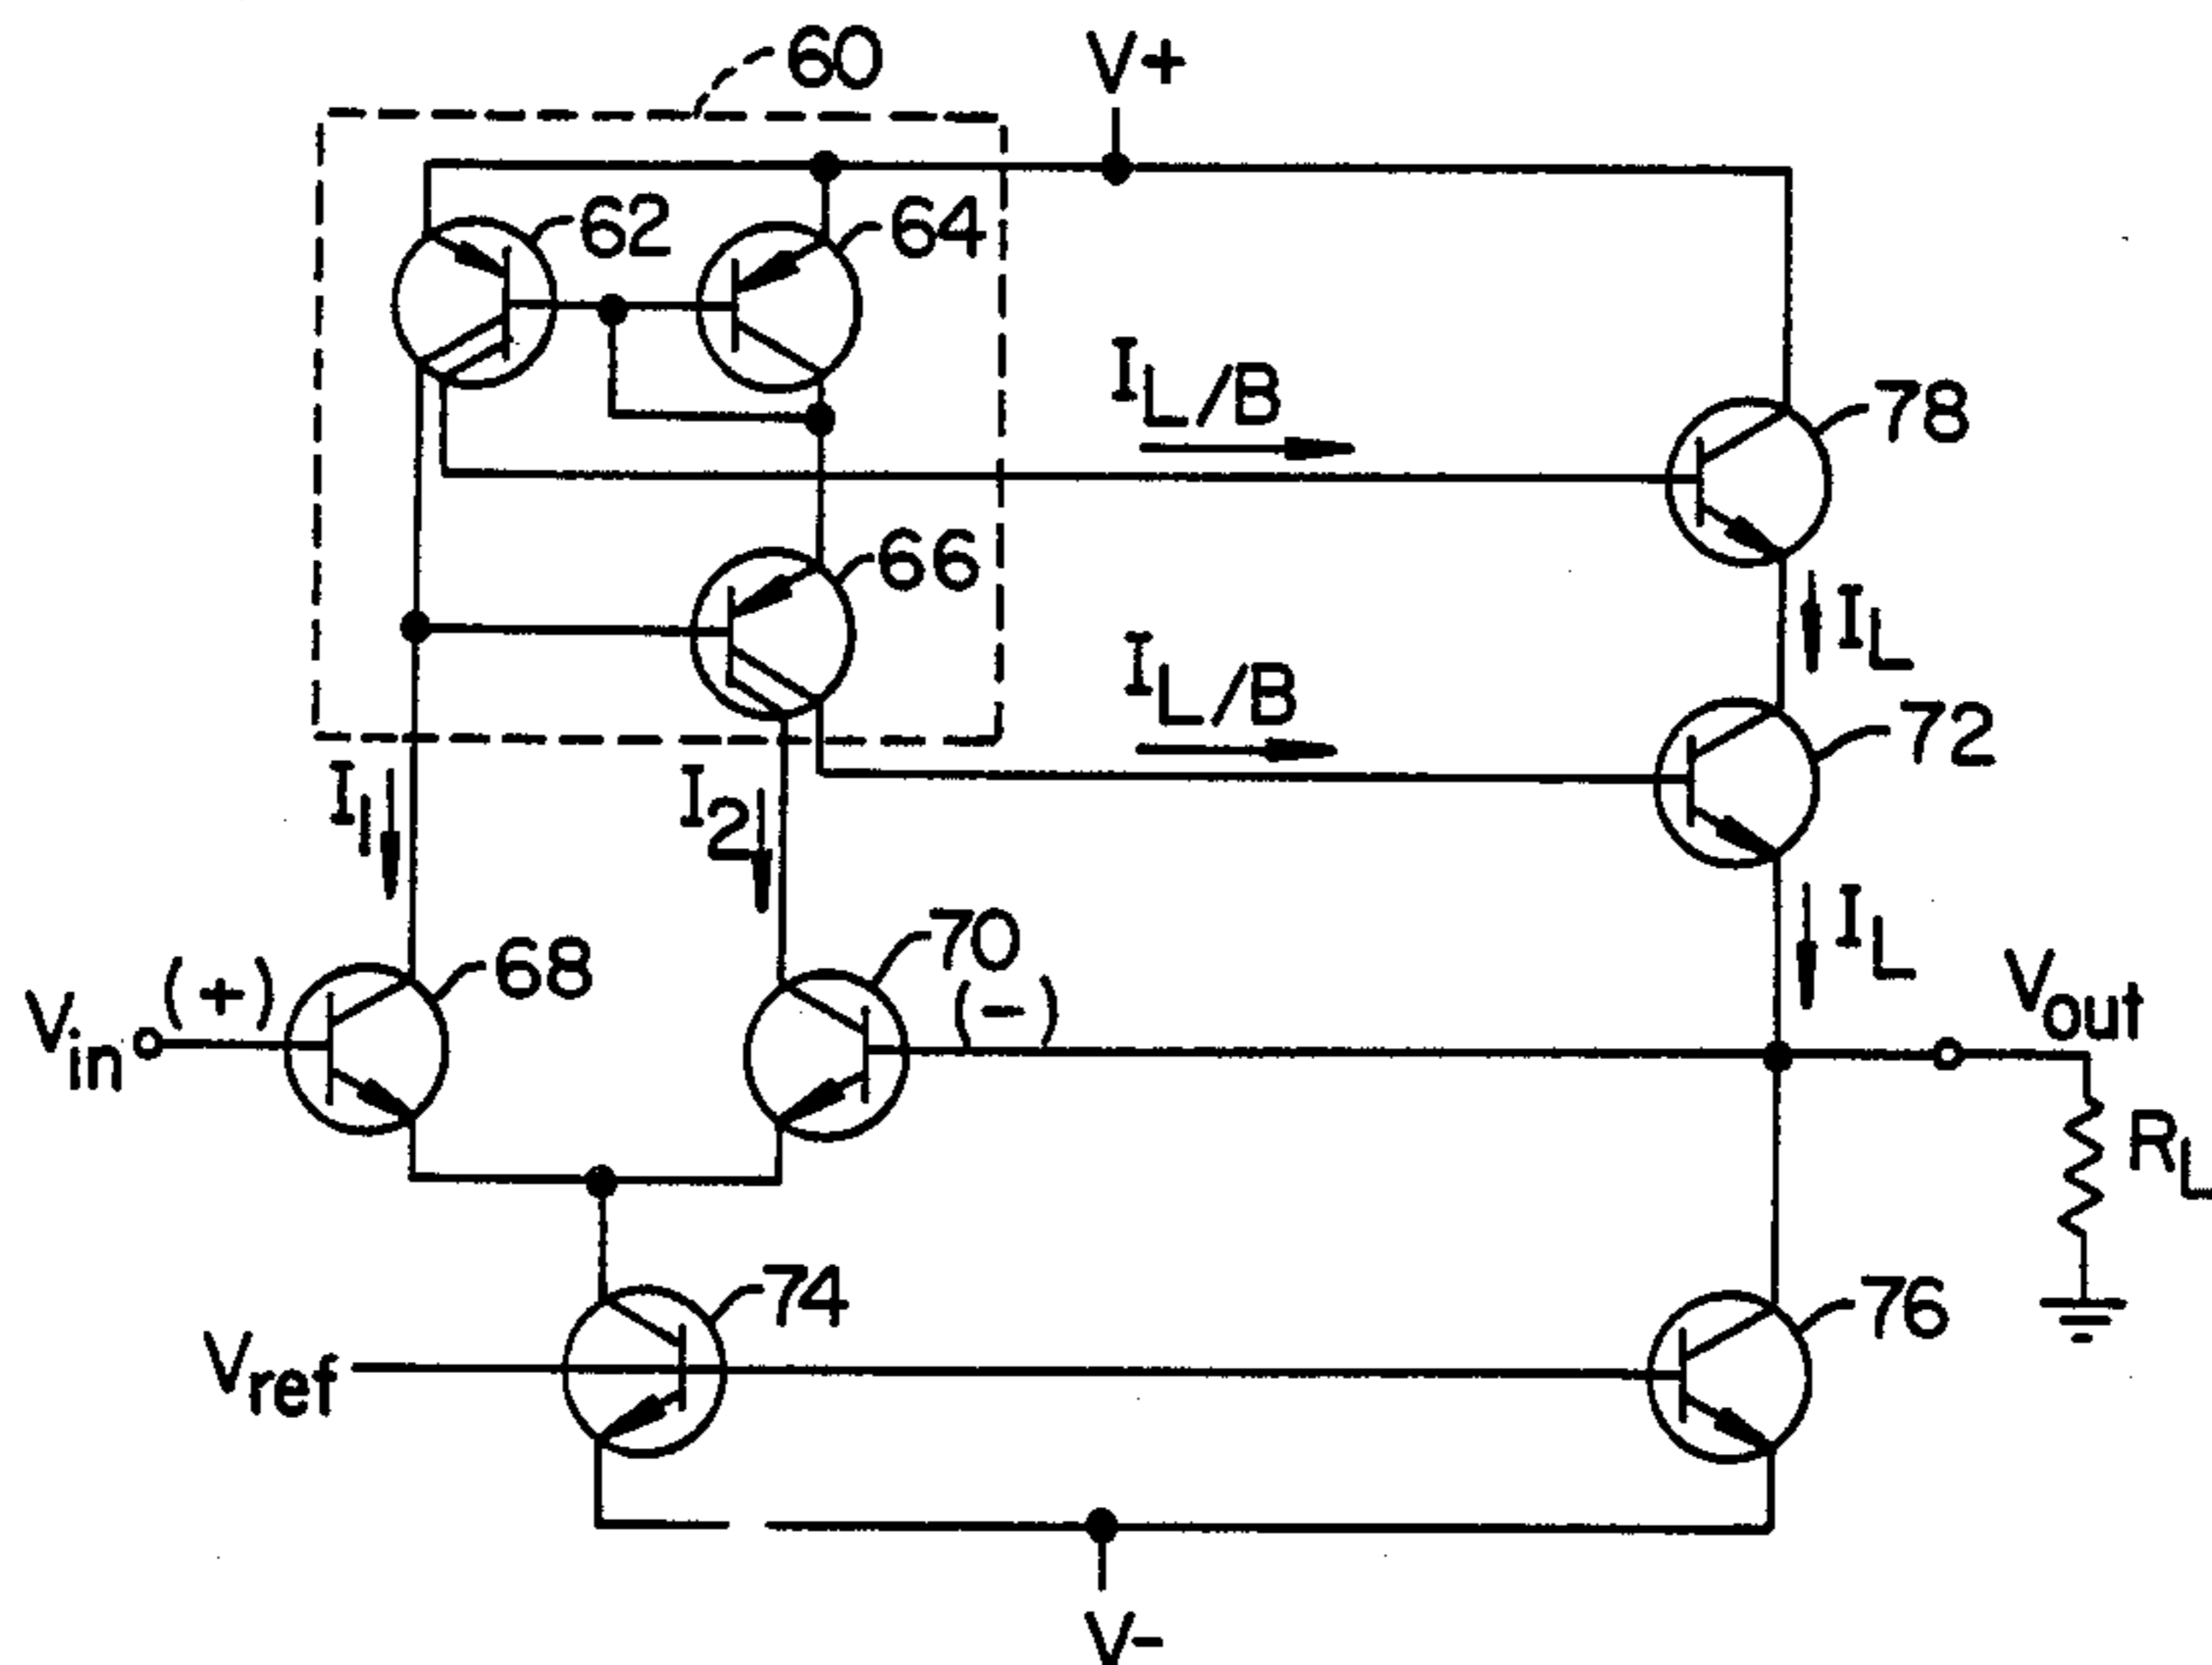 60
V+
62
64
IL/B
78
66
IL
IL/B
72
I1
I2
IL
70
68
(+)
(-)
Vin
Vout
RL
74
76
Vref
V-